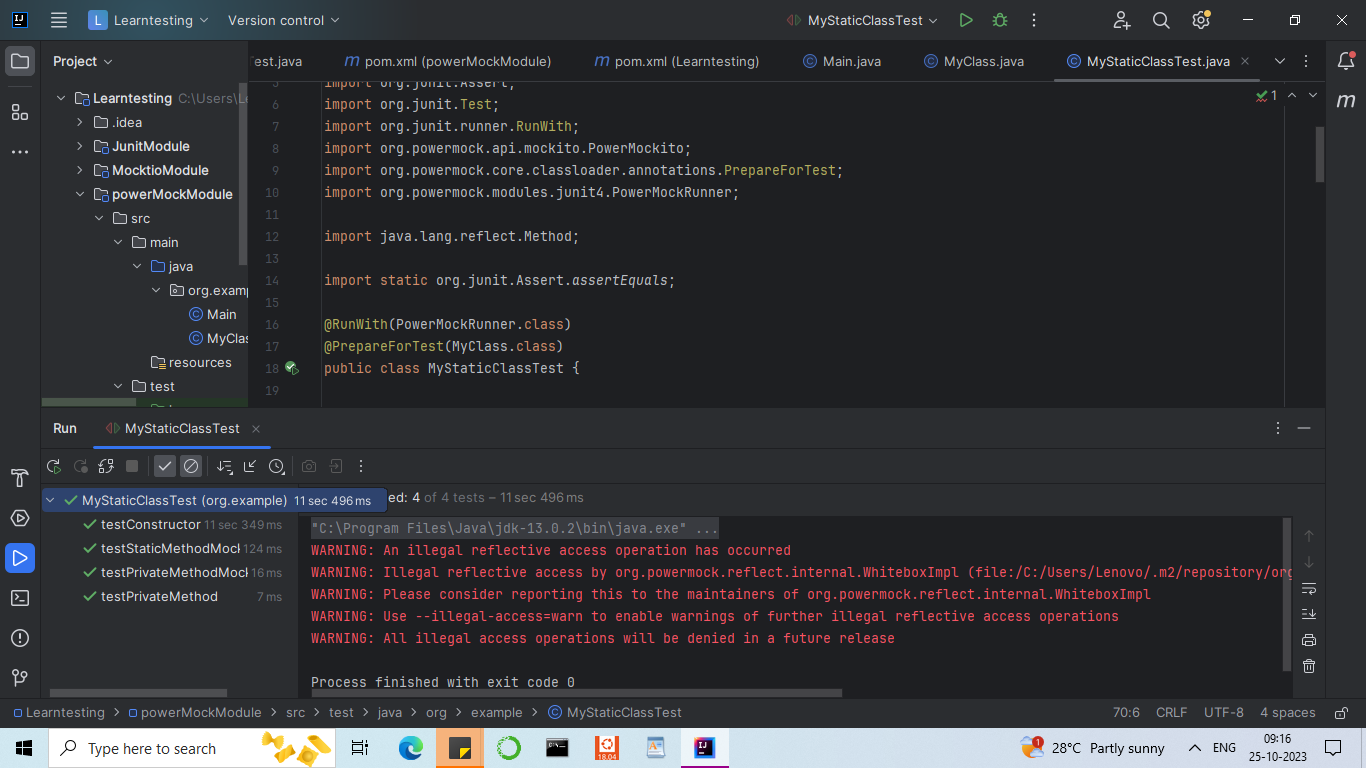 L Learntesting Version control MyStaticClassTest
Project
Test.java pom.xml (powerMockModule) pom.xml (Learntesting) Main.java MyClass.java MyStaticClassTest.java
Learntesting C:\Users\Le
.idea
JunitModule
MocktioModule
powerMockModule
src
main
java
org.examp
Main
MyClas
resources
test
1
5 import org.junit.Assert;
6 import org.junit.Test;
7 import org.junit.runner.RunWith;
8 import org.powermock.api.mockito.PowerMockito;
9 import org.powermock.core.classloader.annotations.PrepareForTest;
10 import org.powermock.modules.junit4.PowerMockRunner;
11
12 import java.lang.reflect.Method;
13
14 import static org.junit.Assert.assertEquals;
15
16 @RunWith(PowerMockRunner.class)
17 @PrepareForTest(MyClass.class)
18 public class MyStaticClassTest {
19
Run MyStaticClassTest
MyStaticClassTest (org.example) 11 sec 496 ms
testConstructor 11 sec 349 ms
testStaticMethodMock 124 ms
testPrivateMethodMock 16 ms
testPrivateMethod 7 ms
ed: 4 of 4 tests – 11 sec 496 ms
"C:\Program Files\Java\jdk-13.0.2\bin\java.exe" ...
WARNING: An illegal reflective access operation has occurred
WARNING: Illegal reflective access by org.powermock.reflect.internal.WhiteboxImpl (file:/C:/Users/Lenovo/.m2/repository/org
WARNING: Please consider reporting this to the maintainers of org.powermock.reflect.internal.WhiteboxImpl
WARNING: Use --illegal-access=warn to enable warnings of further illegal reflective access operations
WARNING: All illegal access operations will be denied in a future release
Process finished with exit code 0
Learntesting > powerMockModule > src > test > java > org > example > MyStaticClassTest 70:6 CRLF UTF-8 4 spaces
Type here to search 18.04 1 28°C Partly sunny ENG 09:16
25-10-2023